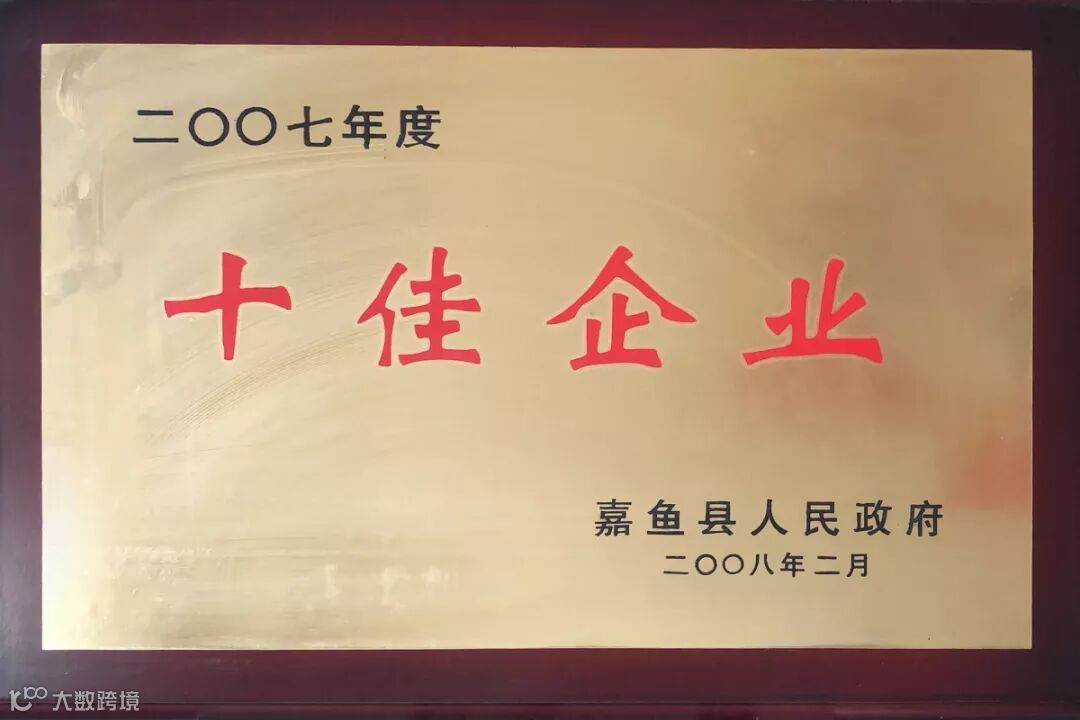 二〇〇七年度
十佳企业
嘉鱼县人民政府
二〇〇八年二月
大数跨境